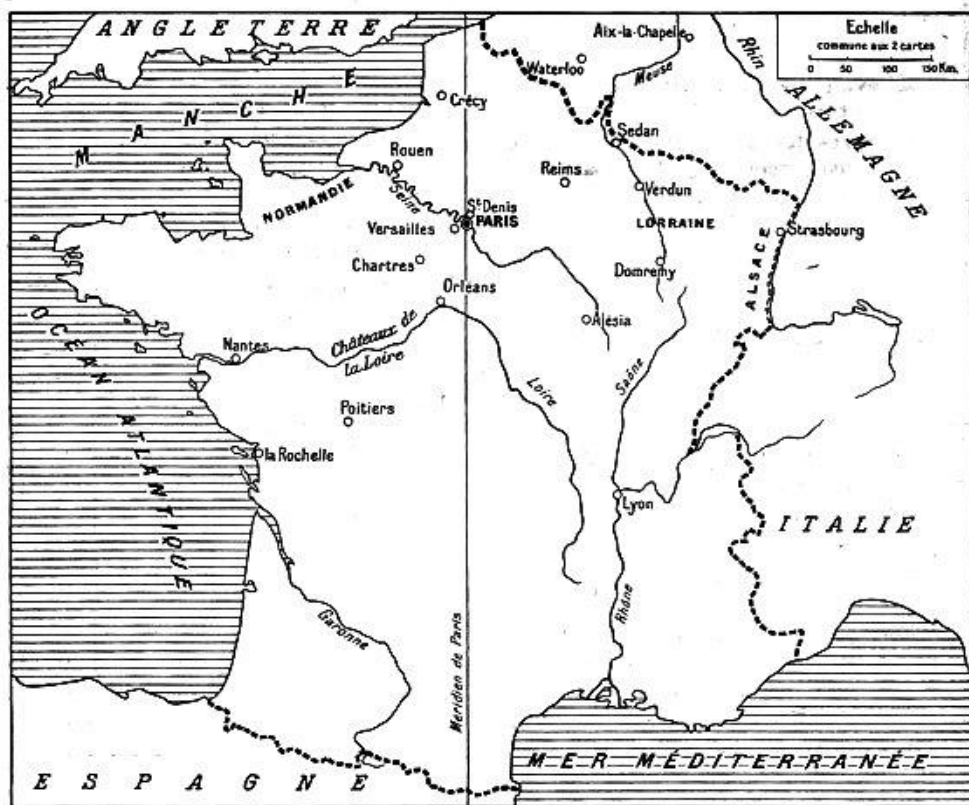 ANGLETERRE
Echelle
commune aux 2 cartes
0 50 100 150 Km.
Aix-la-Chapelle
Rhin
Waterloo
Meuse
ALLEMAGNE
MANCHE
Crécy
Sedan
Rouen
Reims
Verdun
NORMANDIE
Seine
St Denis
PARIS
LORRAINE
Versailles
Strasbourg
ALSACE
Chartres
Domremy
Orléans
Alésia
OCÉAN ATLANTIQUE
Nantes
Châteaux de
la Loire
Saône
Loire
Poitiers
la Rochelle
Lyon
ITALIE
Garonne
Rhône
Méridien de Paris
MER MÉDITERRANÉE
ESPAGNE